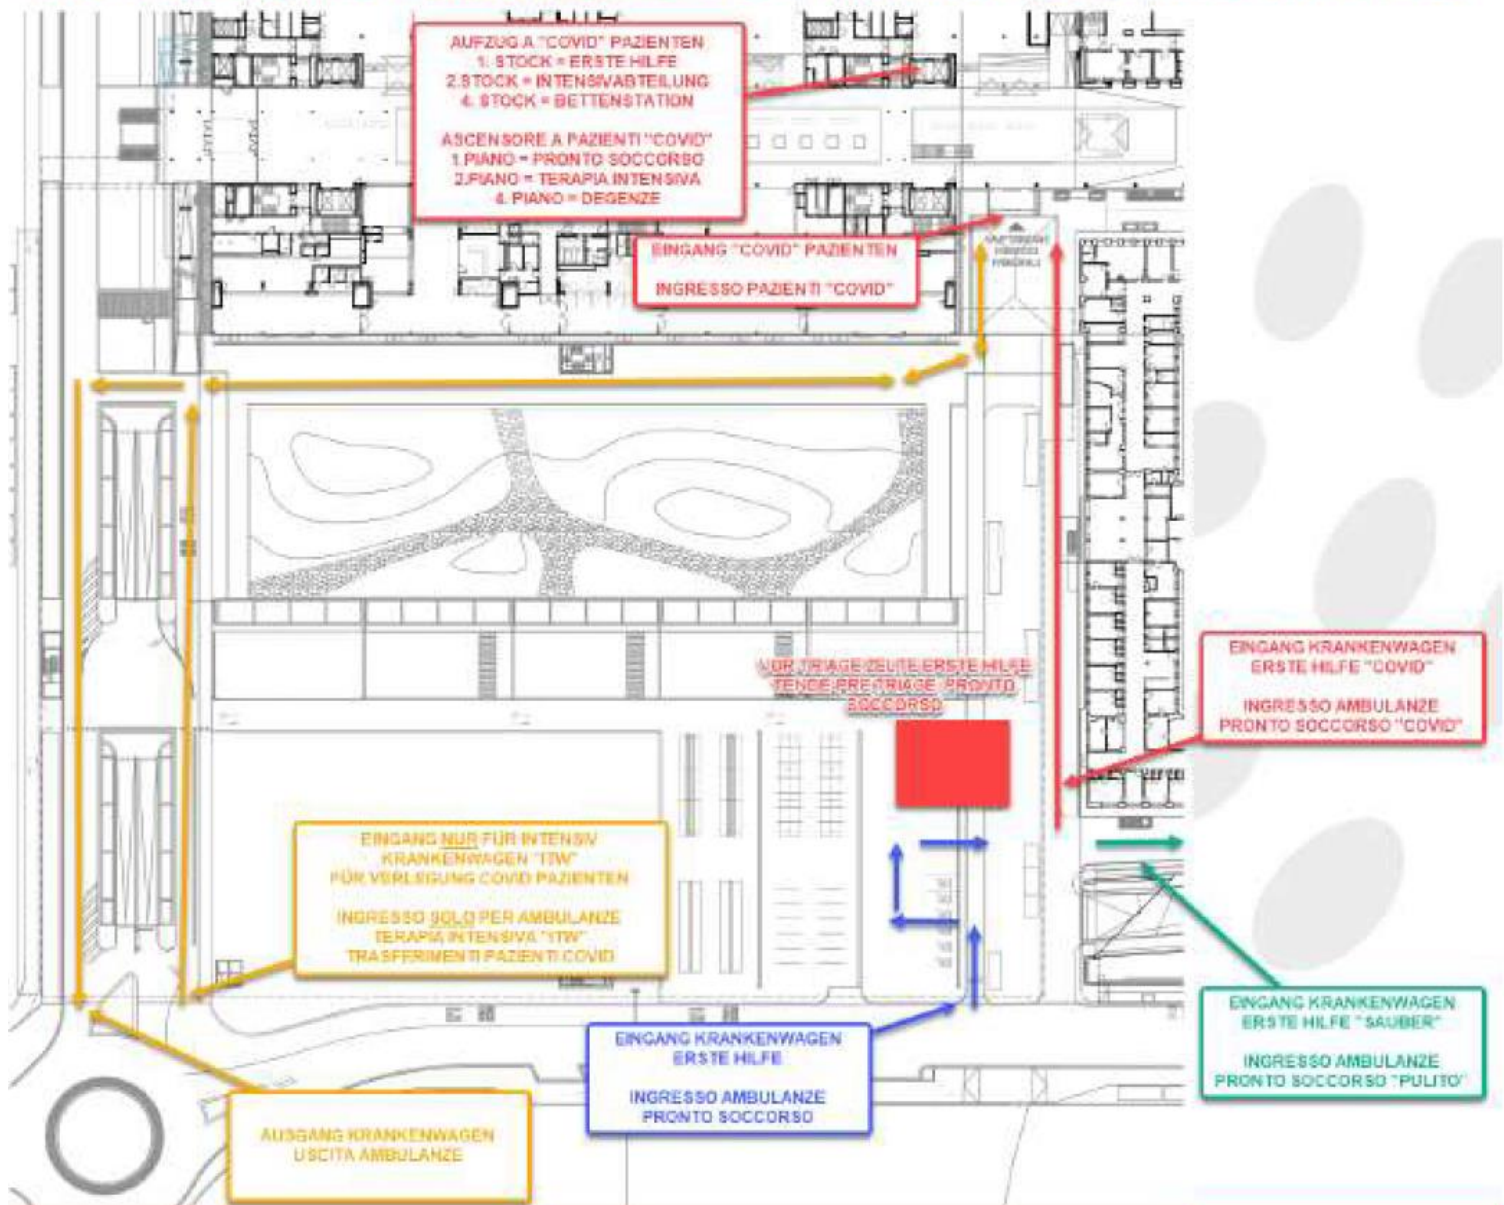 AUFZUG A "COVID" PAZIENTEN
1. STOCK = ERSTE HILFE
2.STOCK = INTENSIVABTEILUNG
4. STOCK = BETTENSTATION
ASCENSORE A PAZIENTI "COVID"
1.PIANO = PRONTO SOCCORSO
2.PIANO = TERAPIA INTENSIVA
4. PIANO = DEGENZE
EINGANG "COVID" PAZIENTEN
INGRESSO PAZIENTI "COVID"
VOR TRIAGE ZELTE ERSTE HILFE
TENDE PRE TRIAGE PRONTO
SOCCORSO
EINGANG KRANKENWAGEN
ERSTE HILFE "COVID"
INGRESSO AMBULANZE
PRONTO SOCCORSO "COVID"
EINGANG NUR FÜR INTENSIV
KRANKENWAGEN "ITW"
FÜR VERLEGUNG COVID PAZIENTEN
INGRESSO SOLO PER AMBULANZE
TERAPIA INTENSIVA "ITW"
TRASFERIMENTI PAZIENTI COVID
EINGANG KRANKENWAGEN
ERSTE HILFE "SAUBER"
INGRESSO AMBULANZE
PRONTO SOCCORSO "PULITO"
EINGANG KRANKENWAGEN
ERSTE HILFE
INGRESSO AMBULANZE
PRONTO SOCCORSO
AUSGANG KRANKENWAGEN
USCITA AMBULANZE